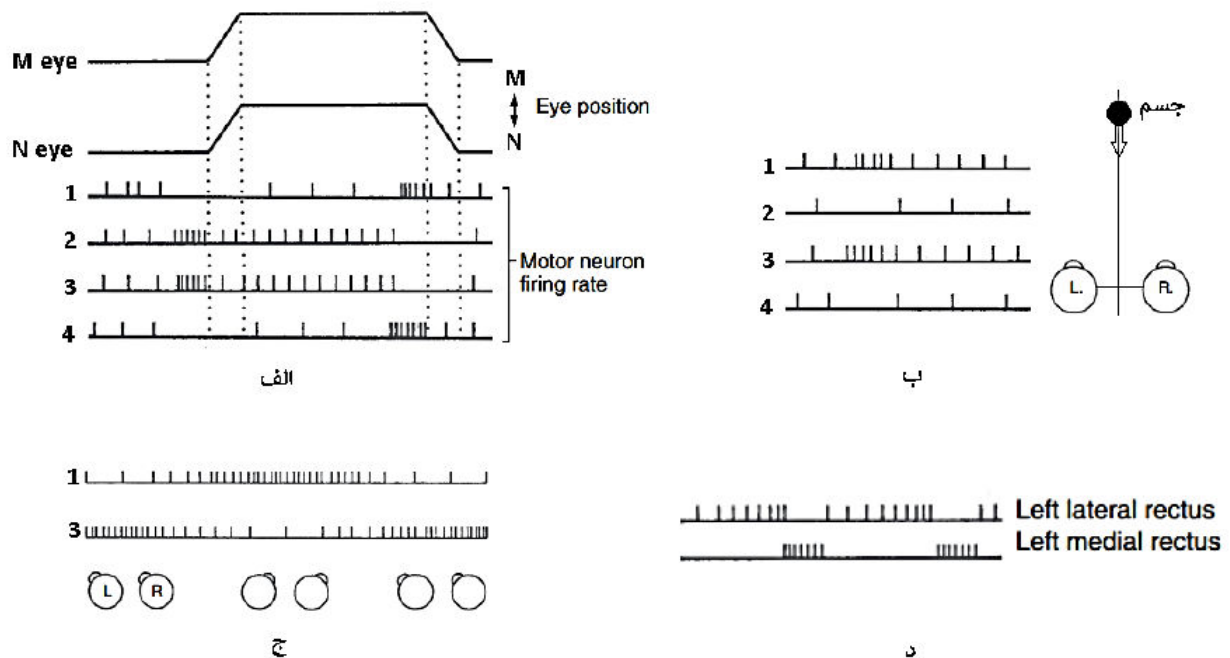 M eye
N eye
M
Eye position
N
1
2
3
4
Motor neuron
firing rate
الف
1
2
3
4
جسم
L.
R.
ب
1
3
L
R
ج
Left lateral rectus
Left medial rectus
د